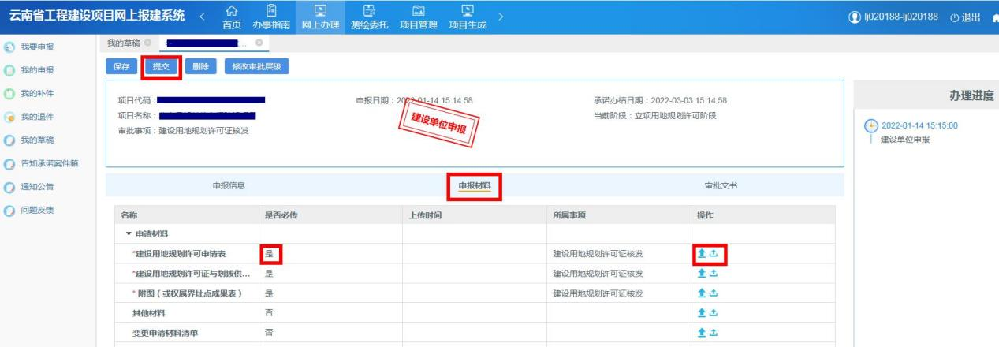 云南省工程建设项目网上报建系统
首页 办事指南 网上办理 测绘委托 项目管理 项目生成
lj020188-lj020188 退出
我要申报
我的申报
我的补件
我的退件
我的草稿
告知承诺案件箱
通知公告
问题反馈
我的草稿
保存 提交 删除 修改审批层级
项目代码: 申报日期:2022-01-14 15:14:58 承诺办结日期:2022-03-03 15:14:58
项目名称: 当前阶段:立项用地规划许可阶段
审批事项:建设用地规划许可证核发
建设单位申报
办理进度
2022-01-14 15:15:00
建设单位申报
申报信息 申报材料 审批文书
名称 是否必传 上传时间 所属事项 操作
申请材料
*建设用地规划许可申请表 是 建设用地规划许可证核发
*建设用地规划许可证与划拨供... 是 建设用地规划许可证核发
* 附图(或权属界址点成果表) 是 建设用地规划许可证核发
其他材料 否
变更申请材料清单 否